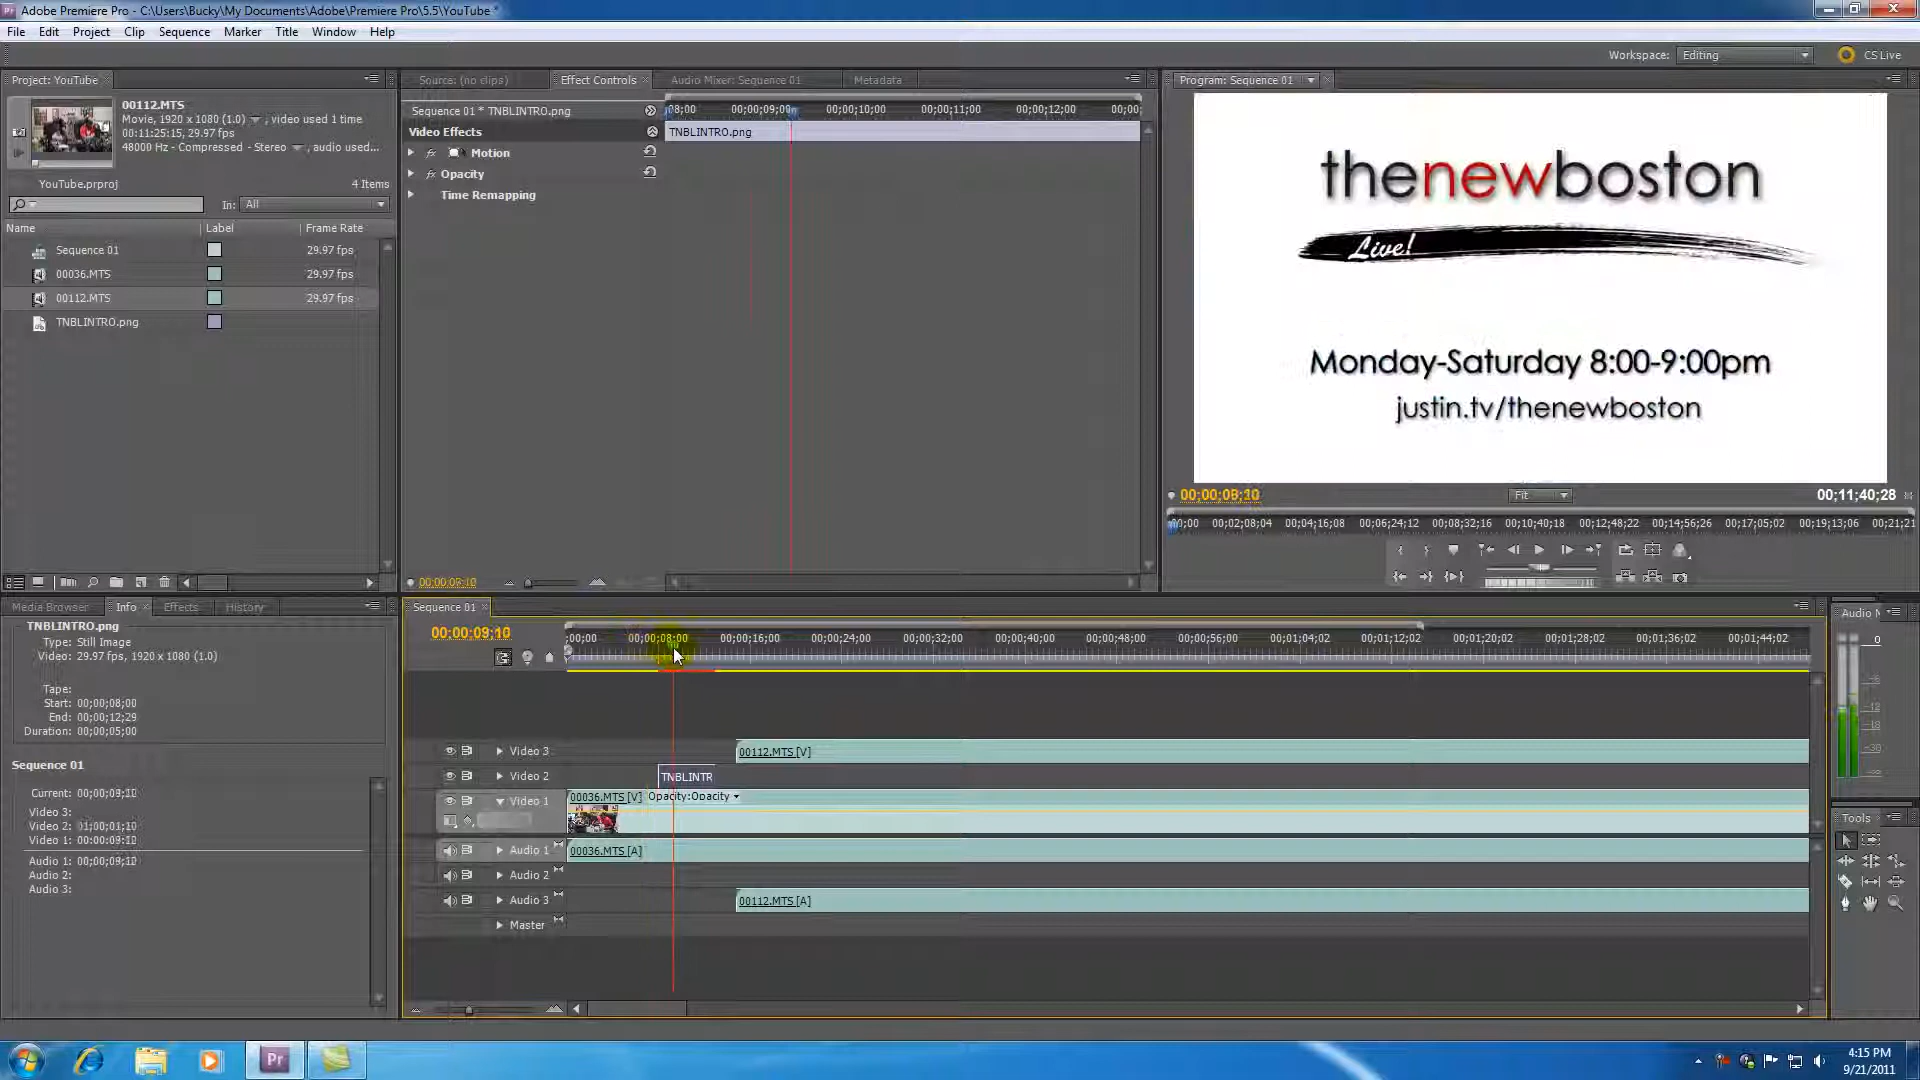 Adobe Premiere Pro - C:\Users\Bucky\My Documents\Adobe\Premiere Pro\5.5\YouTube *
File Edit Project Clip Sequence Marker Title Window Help
Workspace: Editing CS Live
Project: YouTube
00112.MTS
Movie, 1920 x 1080 (1.0) , video used 1 time
00:11:25:15, 29.97 fps
48000 Hz - Compressed - Stereo , audio used...
YouTube.prproj 4 Items
In: All
Name Label Frame Rate
Sequence 01 29.97 fps
00036.MTS 29.97 fps
00112.MTS 29.97 fps
TNBLINTRO.png
Source: (no clips) Effect Controls Audio Mixer: Sequence 01 Metadata
Sequence 01 * TNBLINTRO.png
Video Effects
fx Motion
fx Opacity
Time Remapping
08;00 00;00;09;00 00;00;10;00 00;00;11;00 00;00;12;00 00;00;
TNBLINTRO.png
00;00;09;10
Program: Sequence 01
thenewboston
Live!
Monday-Saturday 8:00-9:00pm
justin.tv/thenewboston
Fit 00;11;40;28
;00;00 00;02;08;04 00;04;16;08 00;06;24;12 00;08;32;16 00;10;40;18 00;12;48;22 00;14;56;26 00;17;05;02 00;19;13;06 00;21;21
Media Browser Info Effects History
TNBLINTRO.png
Type: Still Image
Video: 29.97 fps, 1920 x 1080 (1.0)
Tape:
Start: 00;00;08;00
End: 00;00;12;29
Duration: 00;00;05;00
Sequence 01
Current: 00;00;09;10
Video 3:
Video 2: 01;00;01;10
Video 1: 00:00:09:10
Audio 1: 00;00;09;10
Audio 2:
Audio 3:
Sequence 01
00;00;09;10
;00;00 00;00;08;00 00;00;16;00 00;00;24;00 00;00;32;00 00;00;40;00 00;00;48;00 00;00;56;00 00;01;04;02 00;01;12;02 00;01;20;02 00;01;28;02 00;01;36;02 00;01;44;02
Video 3 00112.MTS [V]
Video 2 TNBLINTR
Video 1 00036.MTS [V] Opacity:Opacity
Audio 1 00036.MTS [A]
Audio 2
Audio 3 00112.MTS [A]
Master
Audio M
0
Tools
Pr
4:15 PM
9/21/2011